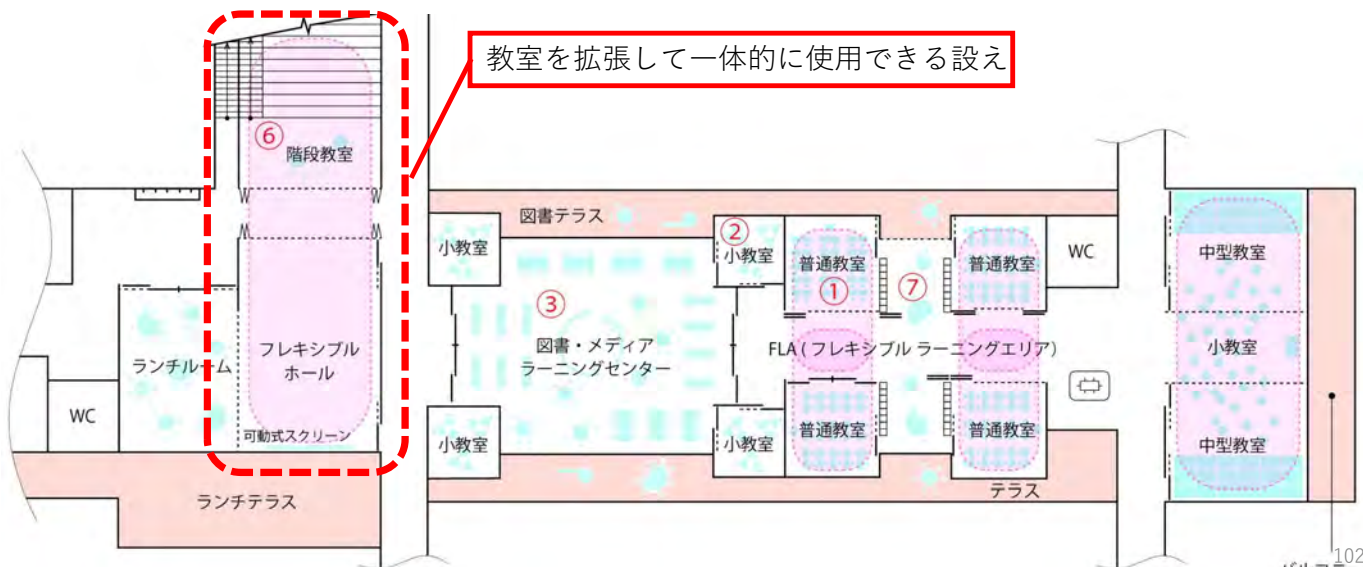 教室を拡張して一体的に使用できる設え
⑥
階段教室
図書テラス
小教室
②
小教室
普通教室
①
⑦
普通教室
WC
中型教室
③
図書・メディア
ラーニングセンター
FLA ( フレキシブル ラーニングエリア)
小教室
ランチルーム
フレキシブル
ホール
WC
可動式スクリーン
小教室
小教室
普通教室
普通教室
中型教室
ランチテラス
テラス
102